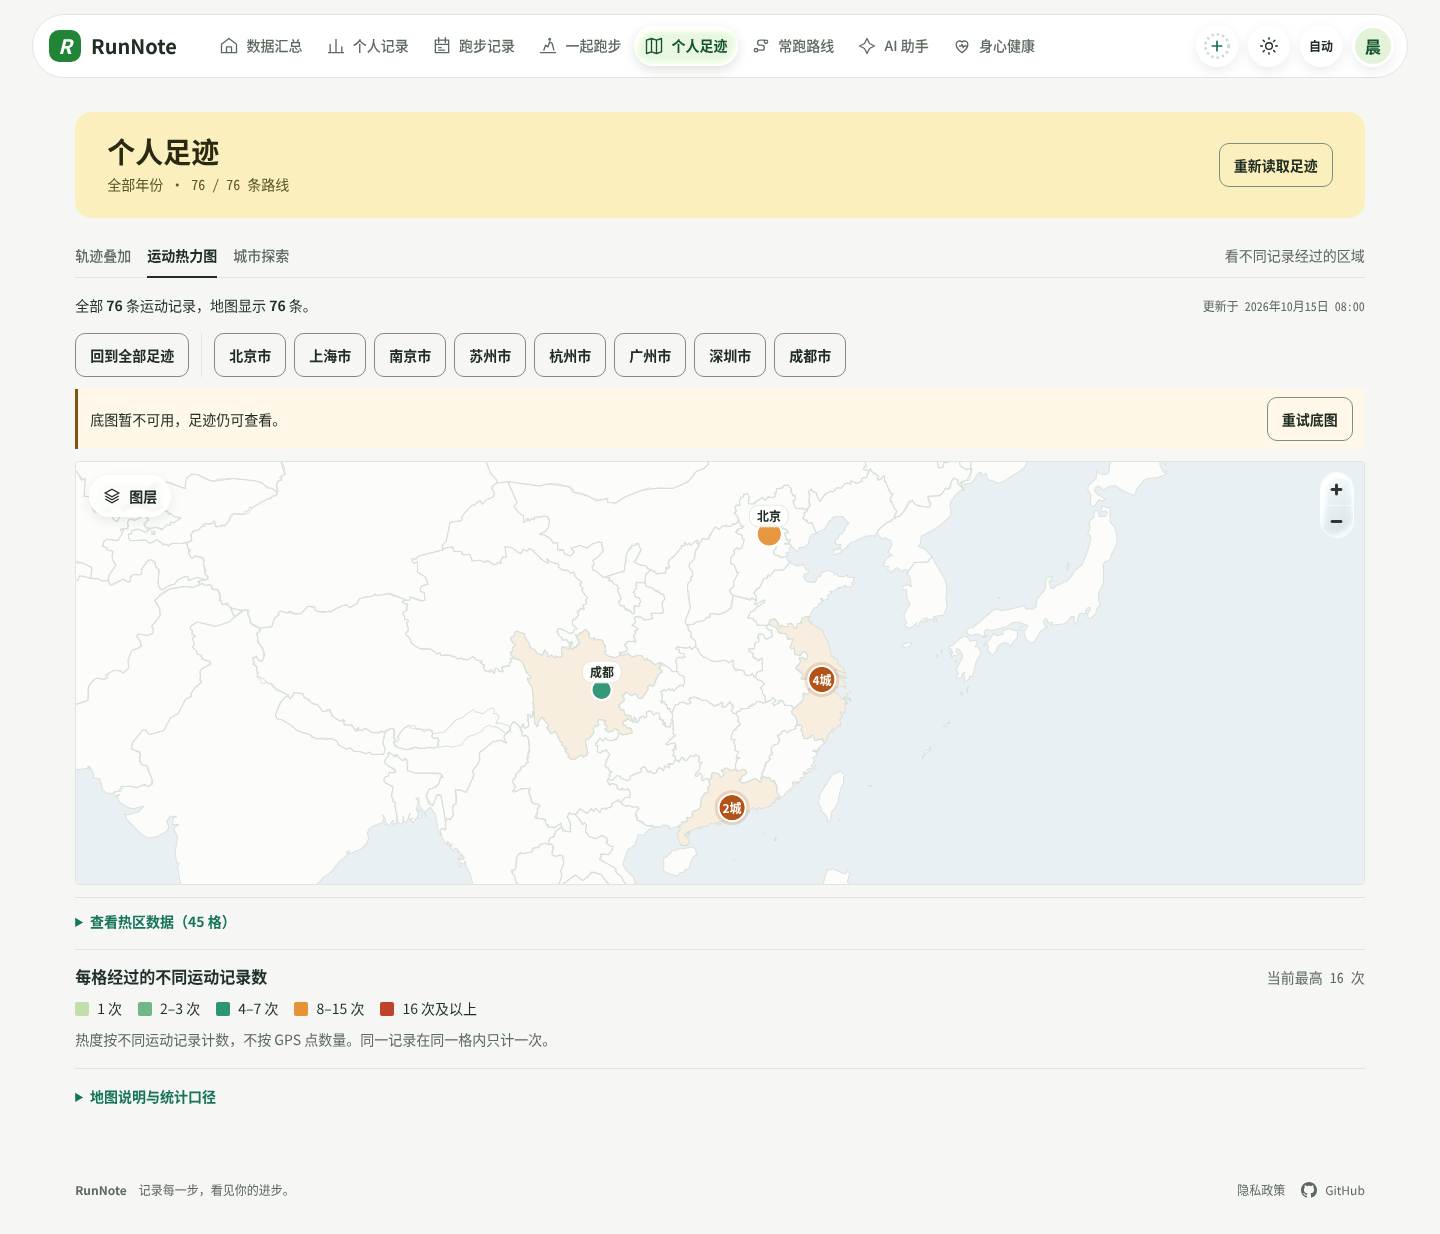 R RunNote 数据汇总 个人记录 跑步记录 一起跑步 个人足迹 常跑路线 AI 助手 身心健康 自动 晨
个人足迹
全部年份 • 76 / 76 条路线
重新读取足迹
轨迹叠加 运动热力图 城市探索 看不同记录经过的区域
全部 76 条运动记录，地图显示 76 条。 更新于 2026年10月15日 08:00
回到全部足迹 北京市 上海市 南京市 苏州市 杭州市 广州市 深圳市 成都市
底图暂不可用，足迹仍可查看。 重试底图
图层
北京
成都
4城
2城
查看热区数据（45 格）
每格经过的不同运动记录数 当前最高 16 次
1 次 2–3 次 4–7 次 8–15 次 16 次及以上
热度按不同运动记录计数，不按 GPS 点数量。同一记录在同一格内只计一次。
地图说明与统计口径
RunNote 记录每一步，看见你的进步。 隐私政策 GitHub